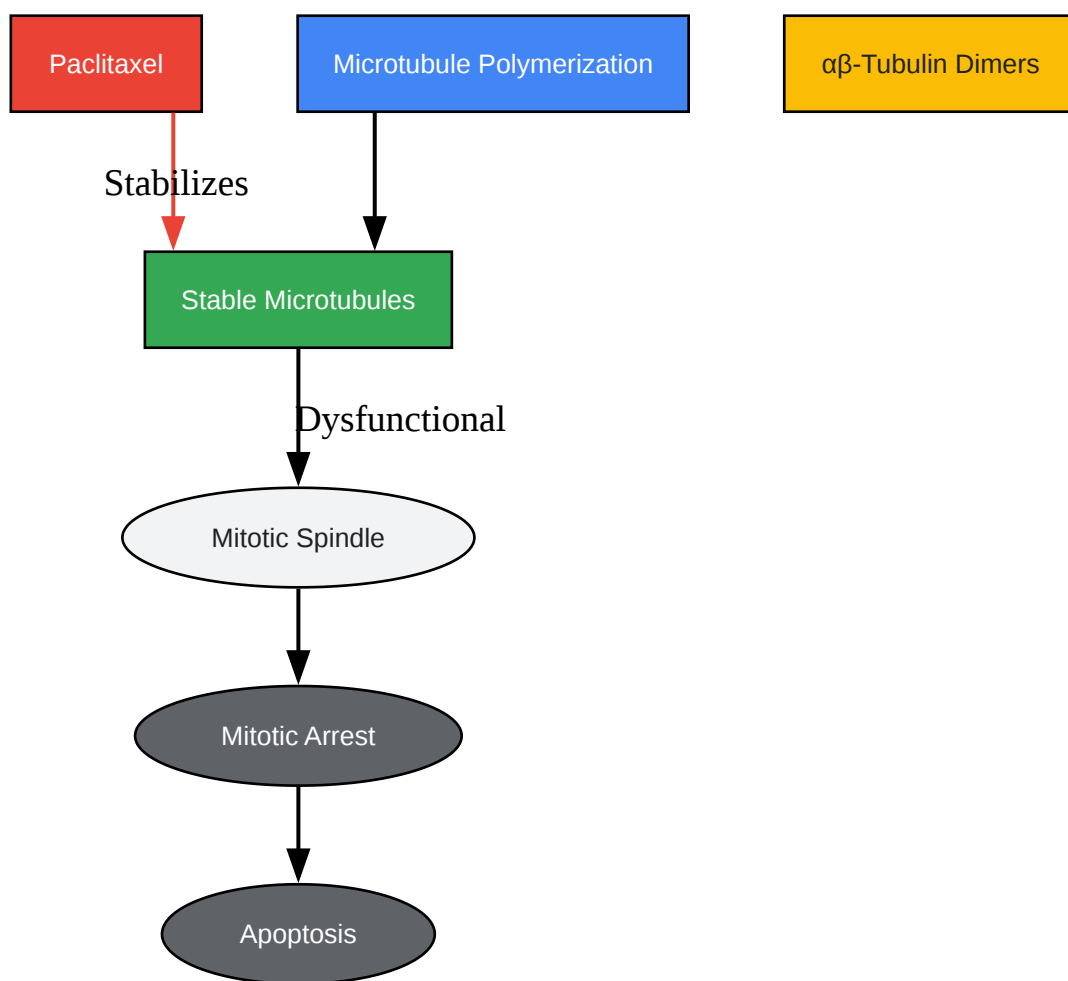 Paclitaxel
Microtubule Polymerization
αβ-Tubulin Dimers
Stabilizes
Stable Microtubules
Dysfunctional
Mitotic Spindle
Mitotic Arrest
Apoptosis